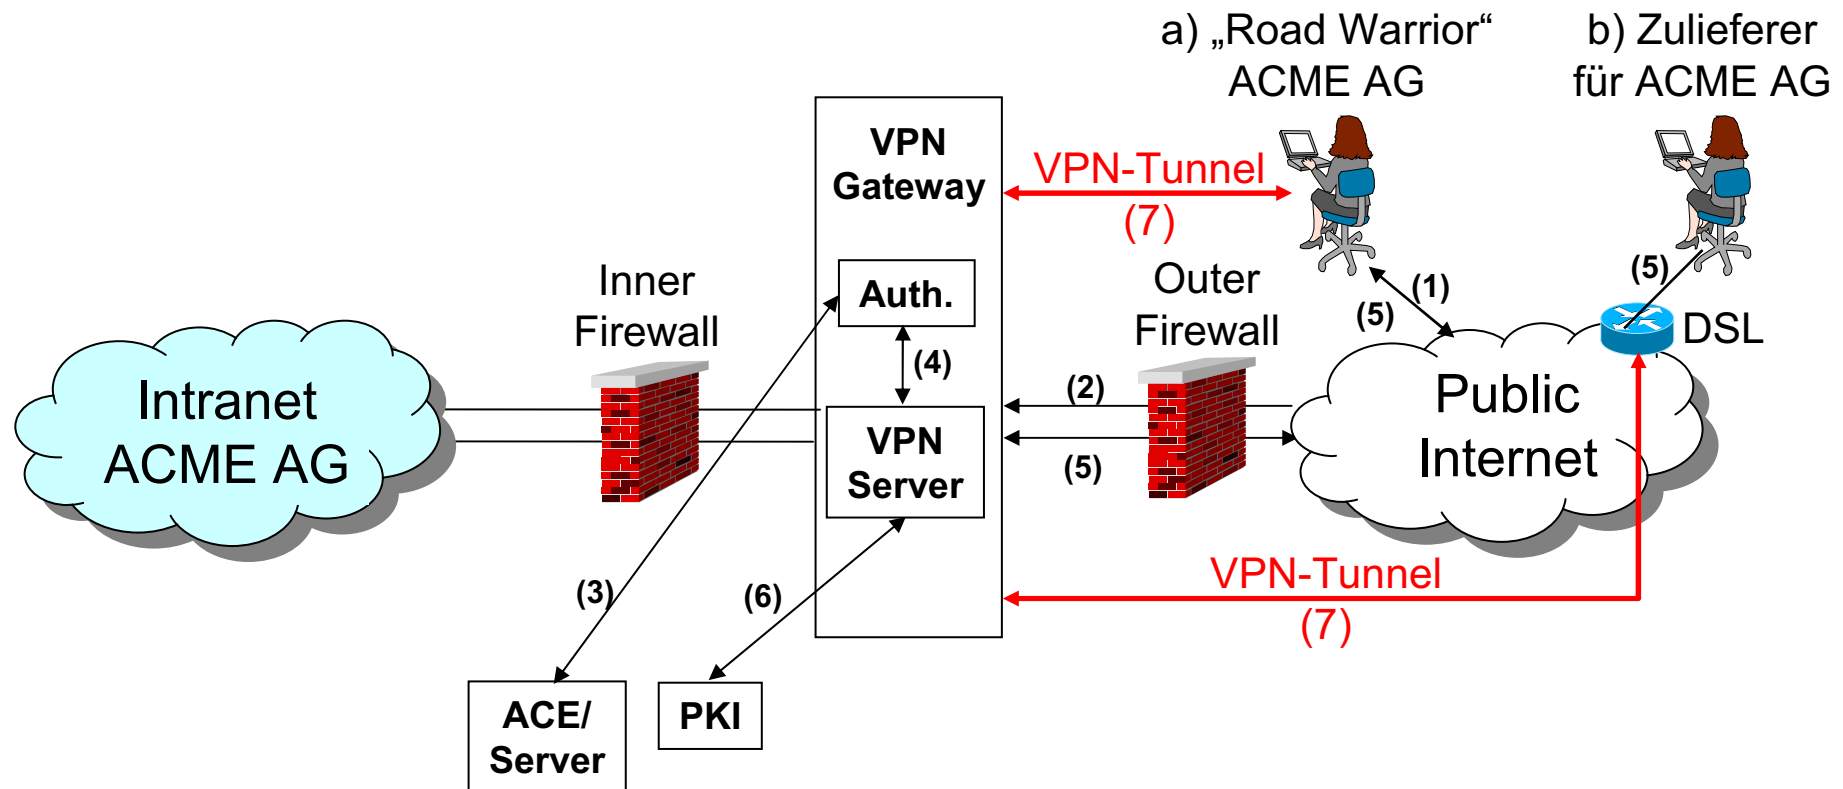 a) „Road Warrior“
ACME AG
b) Zulieferer
für ACME AG
VPN
Gateway
VPN-Tunnel
(7)
Inner
Firewall
Auth.
Outer
Firewall
(1)
(5)
(5)
DSL
(4)
(2)
Intranet
ACME AG
VPN
Server
(5)
Public
Internet
(3)
(6)
VPN-Tunnel
(7)
ACE/
Server
PKI